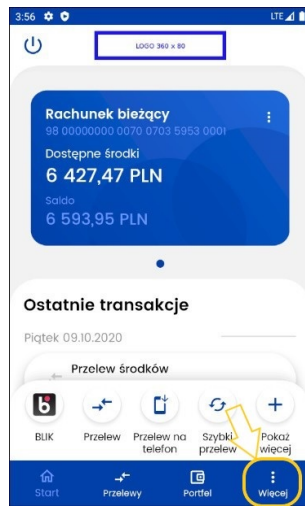 3:56 LTE
LOGO 360 x 80
Rachunek bieżący
98 00000000 0070 0703 5953 0001
Dostępne środki
6 427,47 PLN
Saldo
6 593,95 PLN
Ostatnie transakcje
Piątek 09.10.2020
Przelew środków
BLIK
Przelew
Przelew na
telefon
Szybki
przelew
Pokaż
więcej
Start
Przelewy
Portfel
Więcej